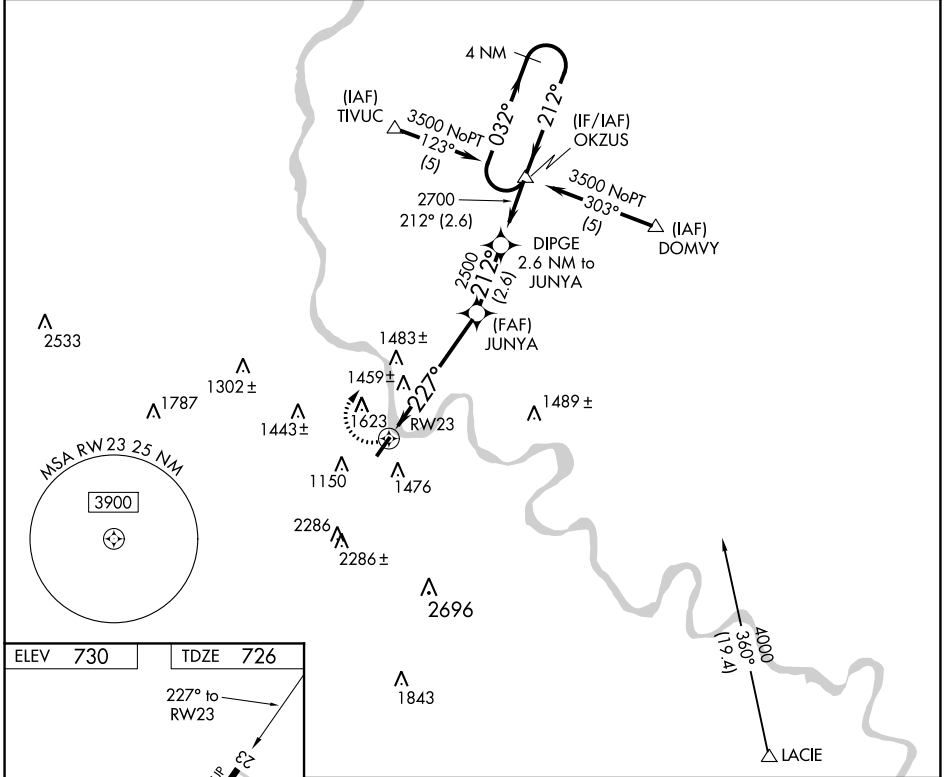 4 NM
(IAF)
TIVUC
3500 NoPT
123°
(5)
032°
212°
(IF/IAF)
OKZUS
3500 NoPT
303°
(5)
(IAF)
DOMVY
2700
212° (2.6)
DIPGE
2.6 NM to
JUNYA
2500
212°
(2.6)
(FAF)
JUNYA
2533
1483±
1302±
1459±
227°
1787
1443±
1623
RW23
1489±
MSA RW23 25 NM
3900
1150
1476
2286
2286±
2696
4000
360°
(19.4)
ELEV 730
TDZE 726
227° to
RW23
1843
23
UP
LACIE